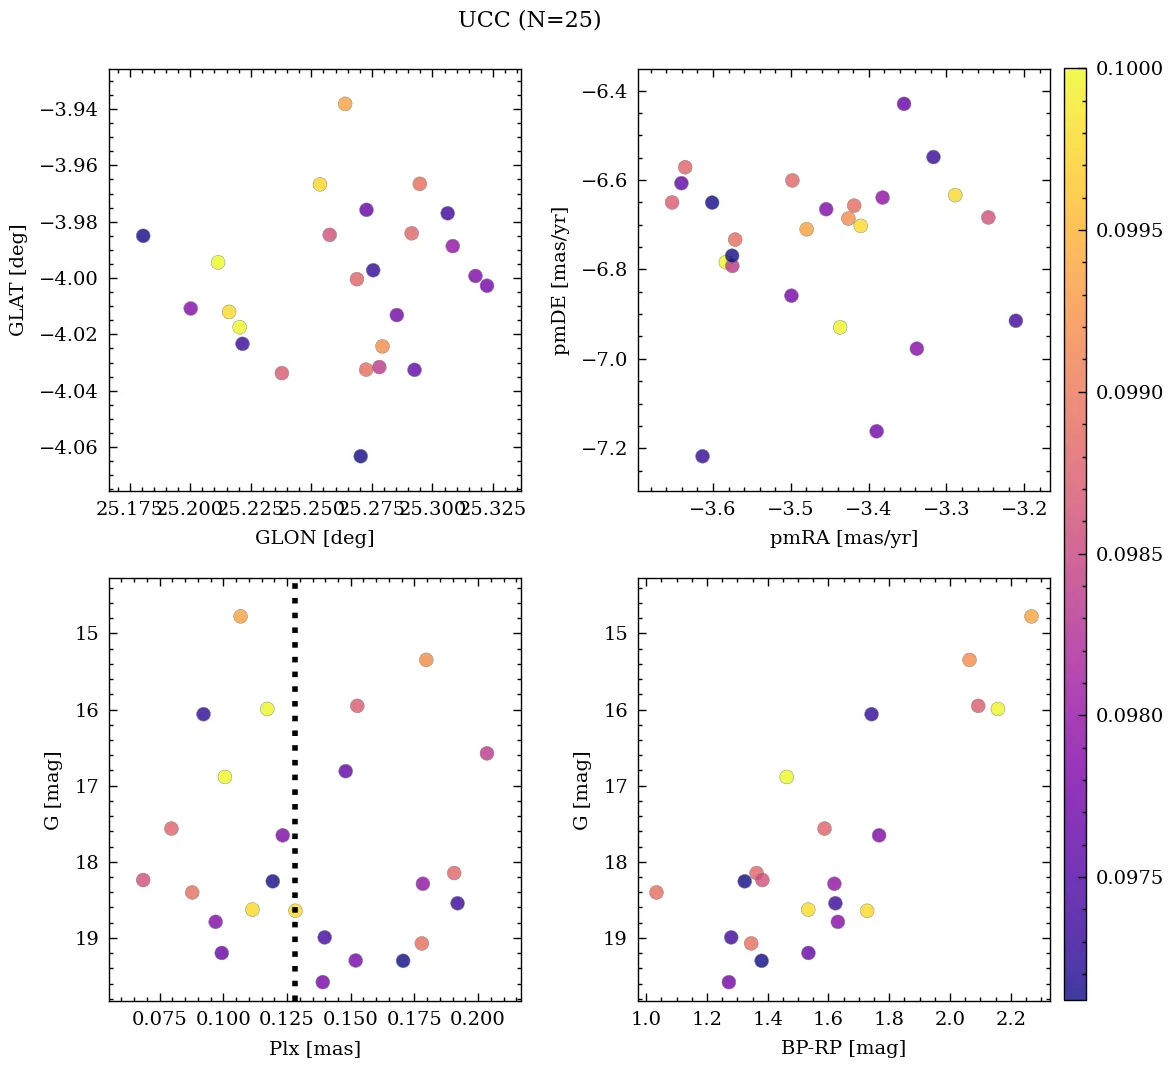 UCC (N=25)
−3.94
−3.96
−3.98
−4.00
−4.02
−4.04
−4.06
GLAT [deg]
25.175 25.200 25.225 25.250 25.275 25.300 25.325
GLON [deg]
−6.4
−6.6
−6.8
−7.0
−7.2
pmDE [mas/yr]
−3.6 −3.5 −3.4 −3.3 −3.2
pmRA [mas/yr]
15
16
17
18
19
G [mag]
0.075 0.100 0.125 0.150 0.175 0.200
Plx [mas]
15
16
17
18
19
G [mag]
1.0 1.2 1.4 1.6 1.8 2.0 2.2
BP-RP [mag]
0.1000
0.0995
0.0990
0.0985
0.0980
0.0975